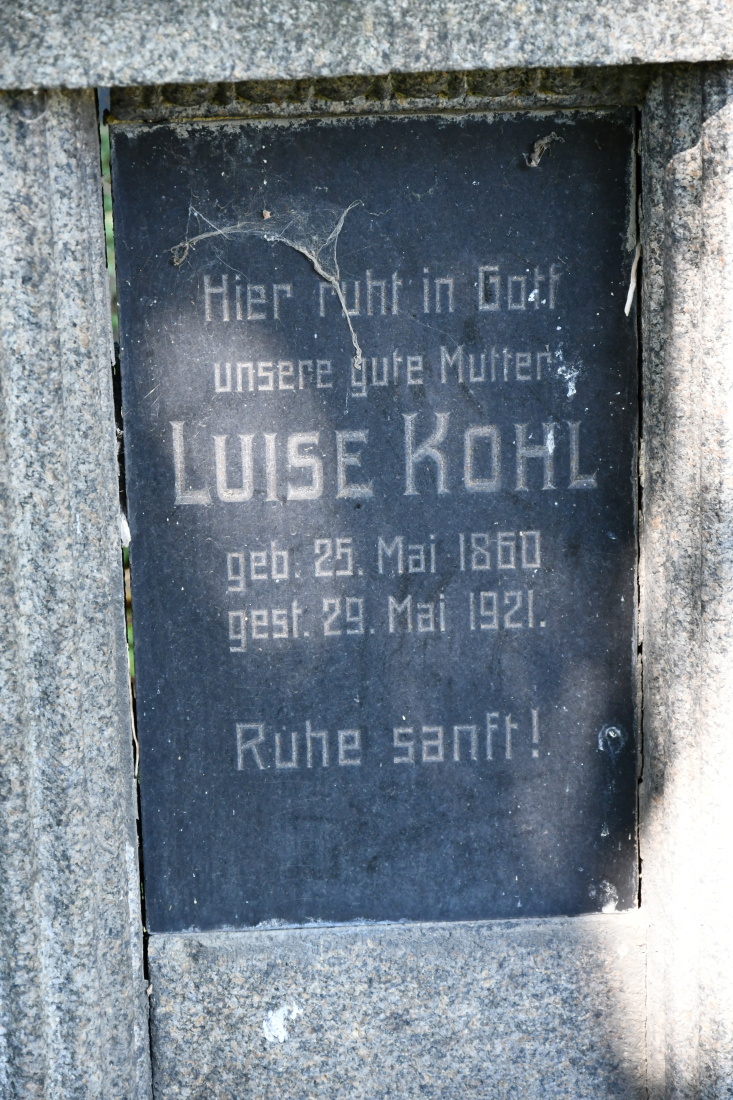 Hier ruht in Gott
unsere gute Mutter
LUISE KOHL
geb. 25. Mai 1860
gest. 29. Mai 1921.
Ruhe sanft!